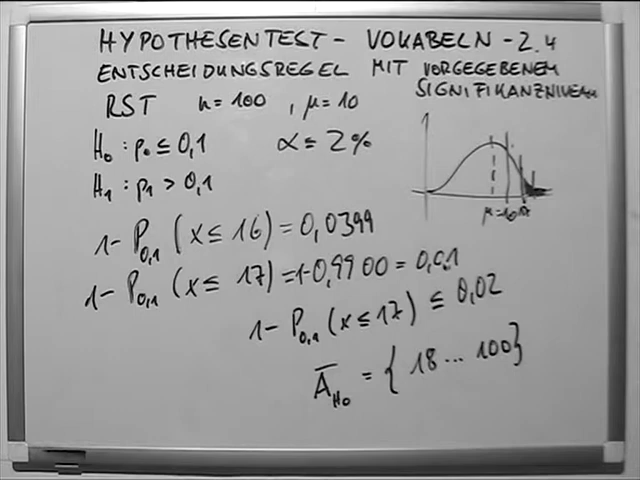 HYPOTHESENTEST - VOKABELN - 2.4
ENTSCHEIDUNGSREGEL MIT VORGEGEBENEM
SIGNIFIKANZNIVEAU
RST n = 100 , μ = 10
H₀ : p₀ ≤ 0,1 α = 2%
H₁ : p₁ > 0,1
1 - P₀,₁ (x ≤ 16) = 0,0399
1 - P₀,₁ (x ≤ 17) = 1 - 0,9900 = 0,01
1 - P₀,₁ (x ≤ 17) ≤ 0,02
A̅_H₀ = { 18 ... 100}
μ=10